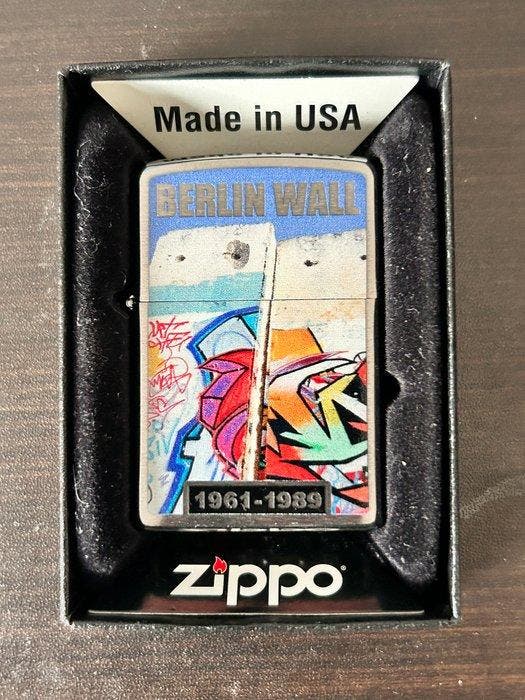 Made in USA
BERLIN WALL
1961-1989
zippo